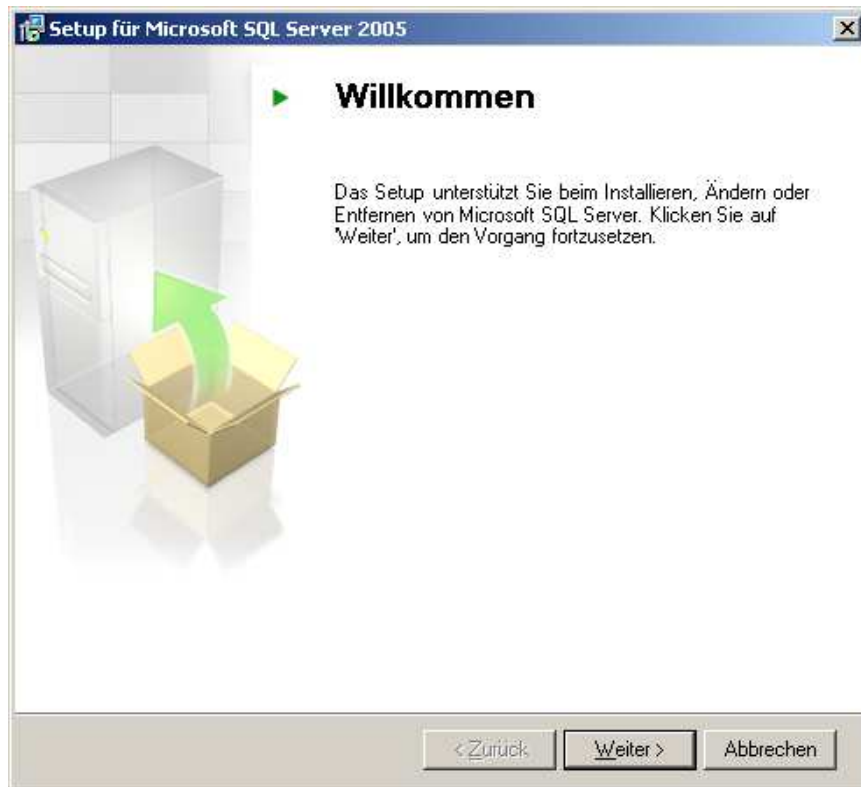 Setup für Microsoft SQL Server 2005
Willkommen
Das Setup unterstützt Sie beim Installieren, Ändern oder
Entfernen von Microsoft SQL Server. Klicken Sie auf
'Weiter', um den Vorgang fortzusetzen.
< Zurück
Weiter >
Abbrechen